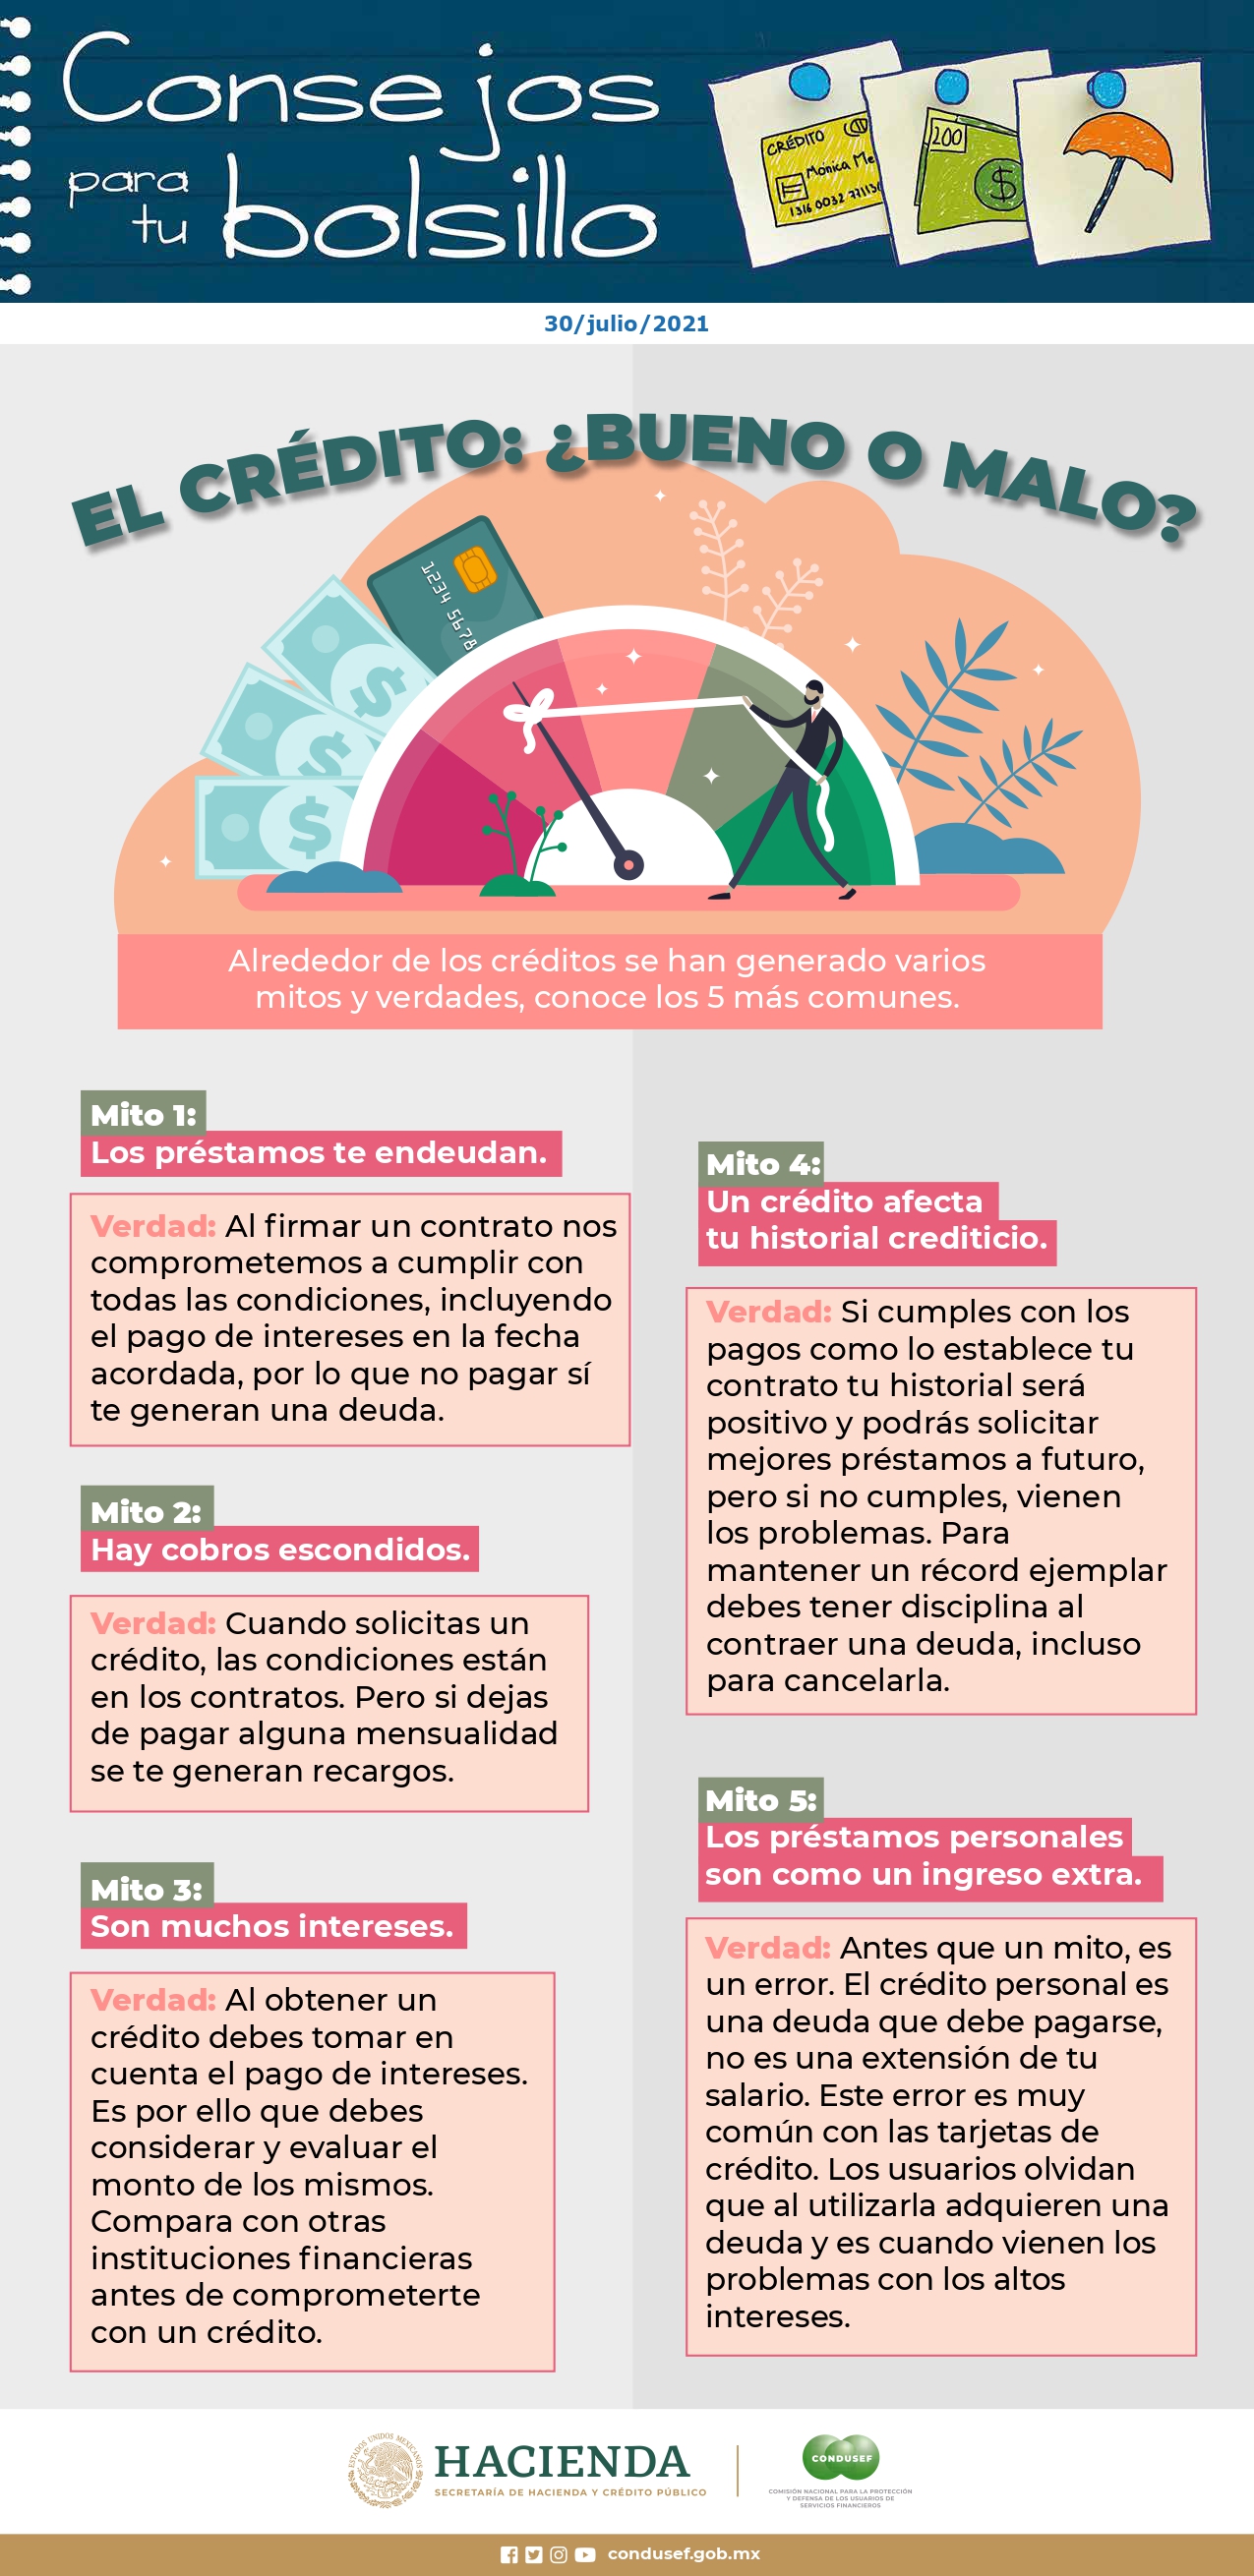 Consejos
para
tu bolsillo
CRÉDITO
Mónica Me
1316 0032 77113
200
$
30/julio/2021
EL CRÉDITO: ¿BUENO O MALO?
1234 5678
$
$
$
Alrededor de los créditos se han generado varios
mitos y verdades, conoce los 5 más comunes.
Mito 1:
Los préstamos te endeudan.
Verdad: Al firmar un contrato nos
comprometemos a cumplir con
todas las condiciones, incluyendo
el pago de intereses en la fecha
acordada, por lo que no pagar sí
te generan una deuda.
Mito 2:
Hay cobros escondidos.
Verdad: Cuando solicitas un
crédito, las condiciones están
en los contratos. Pero si dejas
de pagar alguna mensualidad
se te generan recargos.
Mito 3:
Son muchos intereses.
Verdad: Al obtener un
crédito debes tomar en
cuenta el pago de intereses.
Es por ello que debes
considerar y evaluar el
monto de los mismos.
Compara con otras
instituciones financieras
antes de comprometerte
con un crédito.
Mito 4:
Un crédito afecta
tu historial crediticio.
Verdad: Si cumples con los
pagos como lo establece tu
contrato tu historial será
positivo y podrás solicitar
mejores préstamos a futuro,
pero si no cumples, vienen
los problemas. Para
mantener un récord ejemplar
debes tener disciplina al
contraer una deuda, incluso
para cancelarla.
Mito 5:
Los préstamos personales
son como un ingreso extra.
Verdad: Antes que un mito, es
un error. El crédito personal es
una deuda que debe pagarse,
no es una extensión de tu
salario. Este error es muy
común con las tarjetas de
crédito. Los usuarios olvidan
que al utilizarla adquieren una
deuda y es cuando vienen los
problemas con los altos
intereses.
ESTADOS UNIDOS MEXICANOS
HACIENDA
SECRETARÍA DE HACIENDA Y CRÉDITO PÚBLICO
CONDUSEF
COMISIÓN NACIONAL PARA LA PROTECCIÓN
Y DEFENSA DE LOS USUARIOS DE
SERVICIOS FINANCIEROS
condusef.gob.mx